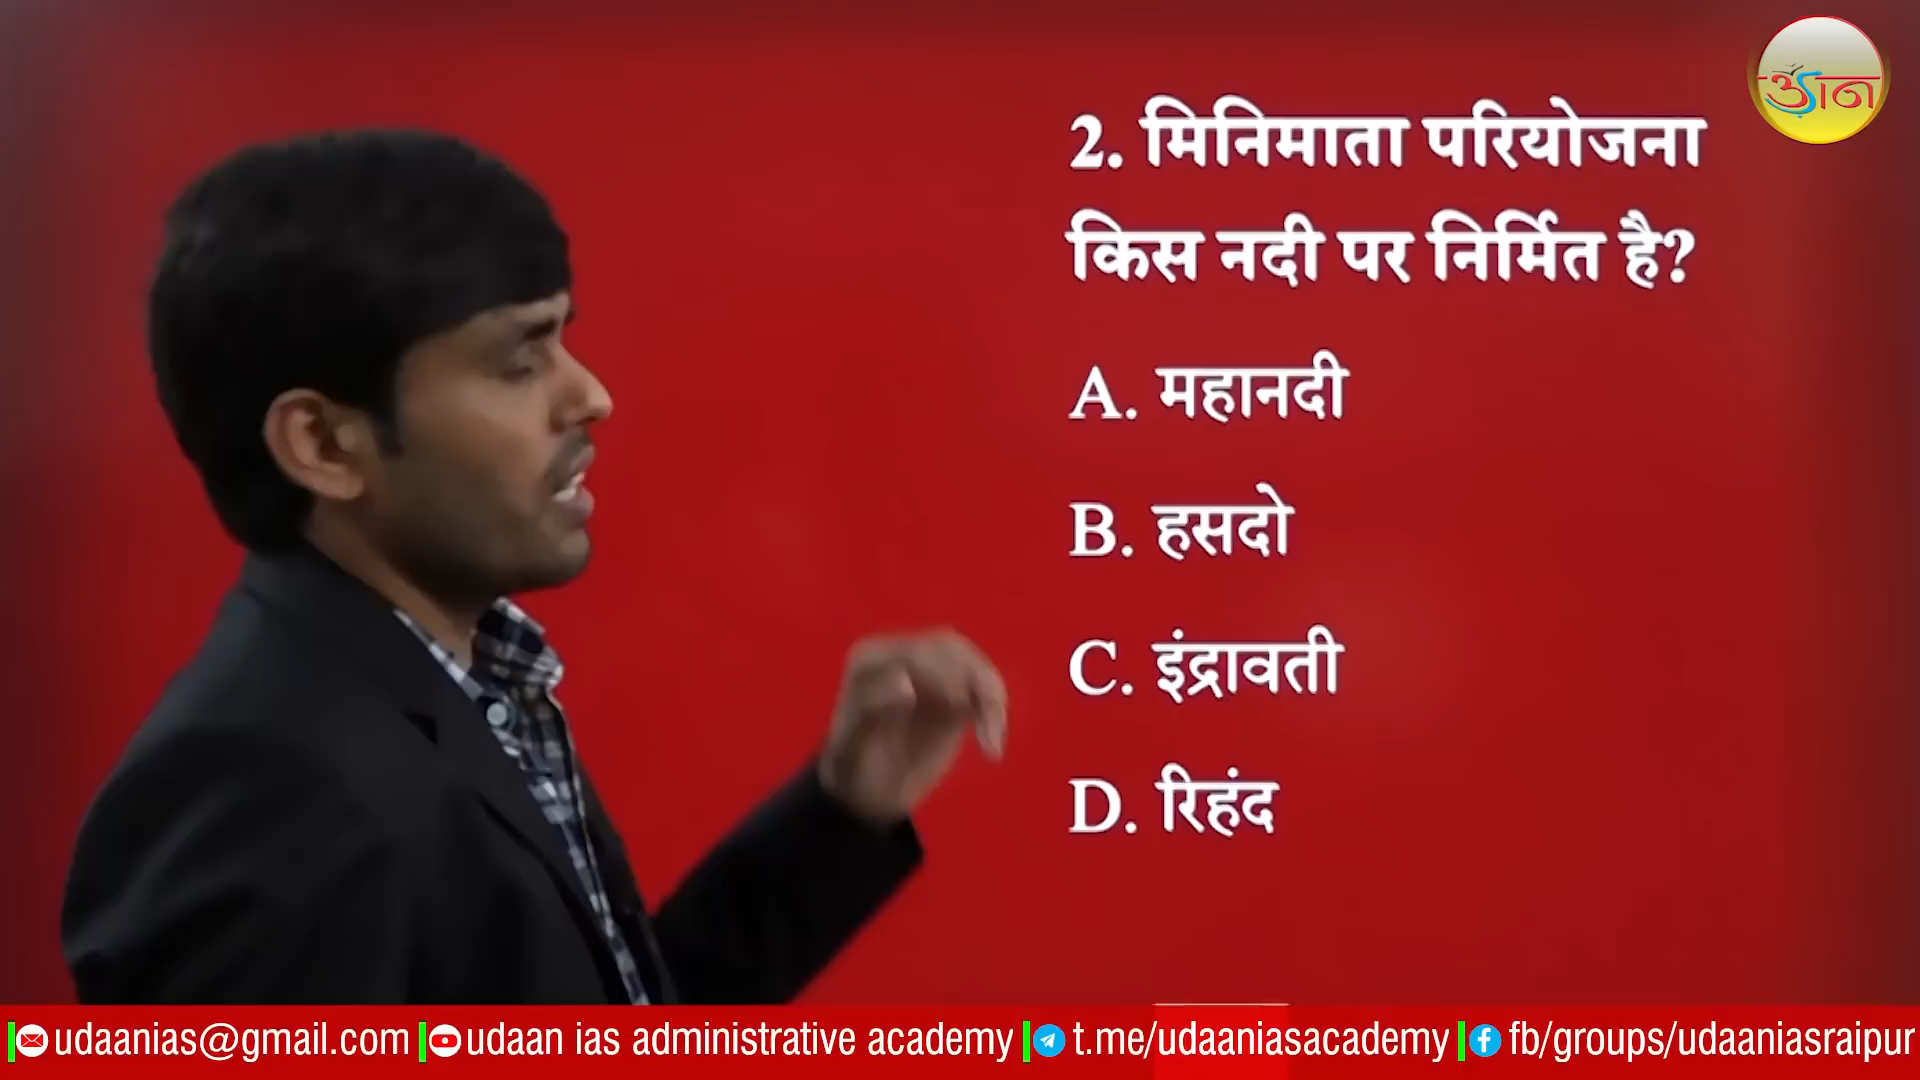 उड़ान
2. मिनिमाता परियोजना
किस नदी पर निर्मित है?
A. महानदी
B. हसदो
C. इंद्रावती
D. रिहंद
udaanias@gmail.com udaan ias administrative academy t.me/udaaniasacademy fb/groups/udaaniasraipur